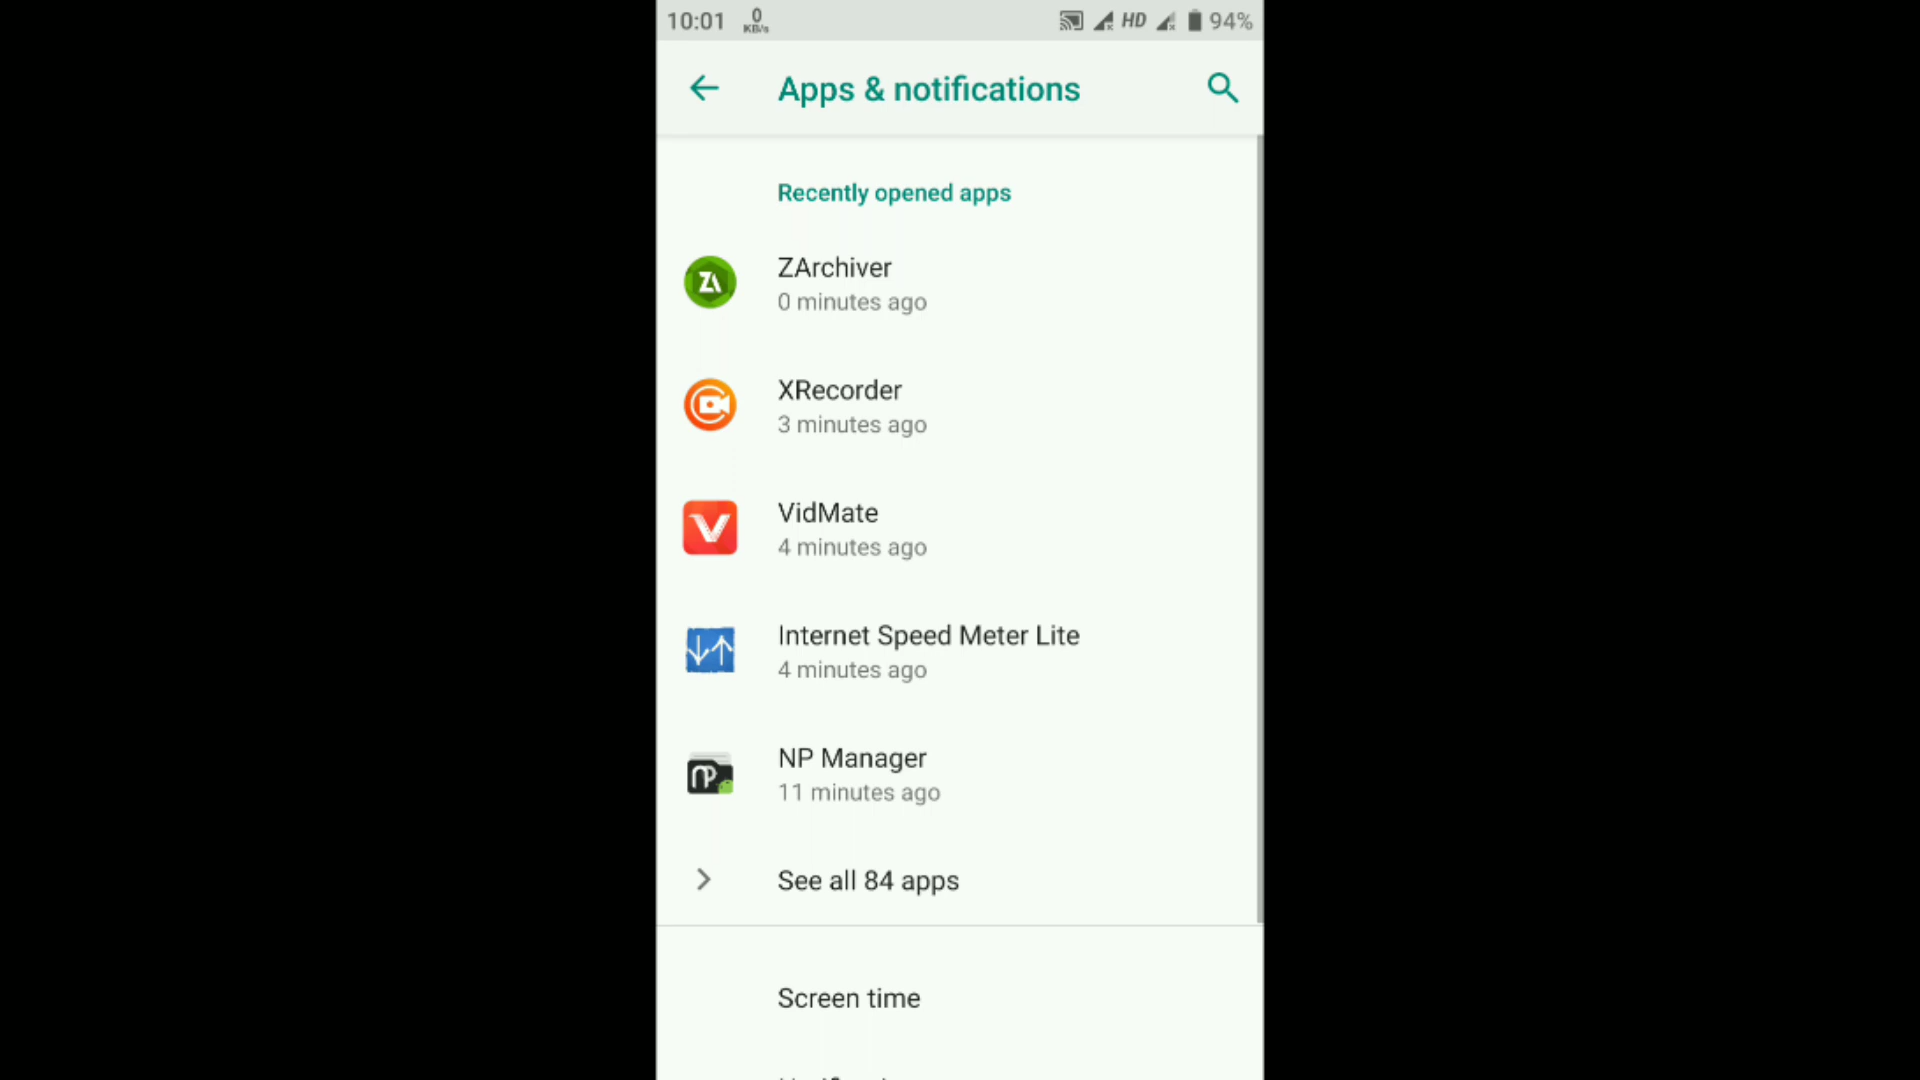 10:01 0 KB/s HD 94%
Apps & notifications
Recently opened apps
ZArchiver
0 minutes ago
XRecorder
3 minutes ago
VidMate
4 minutes ago
Internet Speed Meter Lite
4 minutes ago
NP Manager
11 minutes ago
See all 84 apps
Screen time